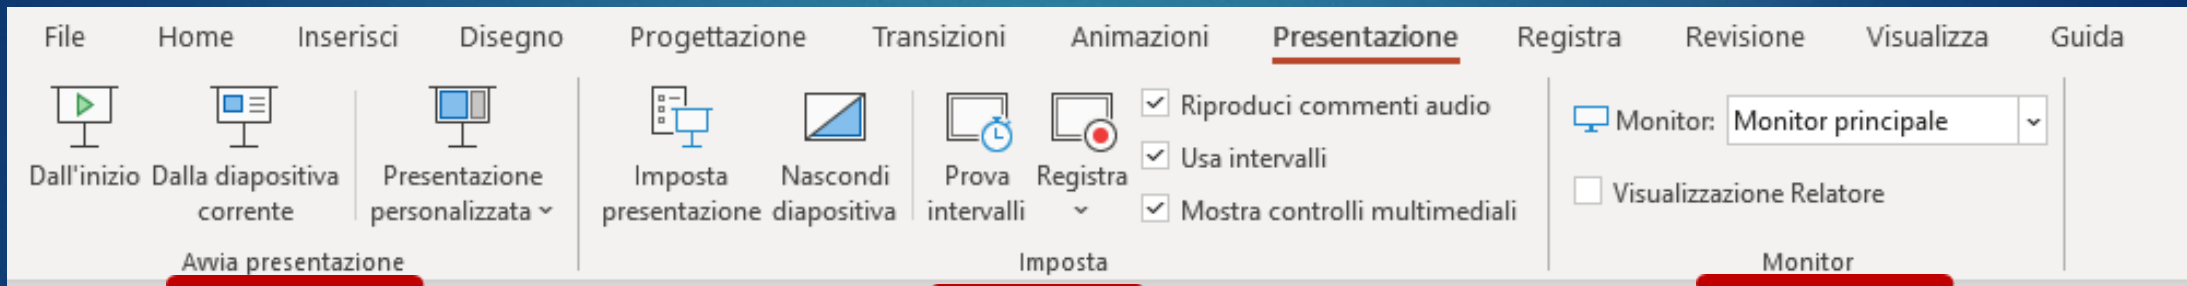 File Home Inserisci Disegno Progettazione Transizioni Animazioni Presentazione Registra Revisione Visualizza Guida
Dall'inizio
Dalla diapositiva
corrente
Presentazione
personalizzata
Avvia presentazione
Imposta
presentazione
Nascondi
diapositiva
Prova
intervalli
Registra
Riproduci commenti audio
Usa intervalli
Mostra controlli multimediali
Imposta
Monitor: Monitor principale
Visualizzazione Relatore
Monitor